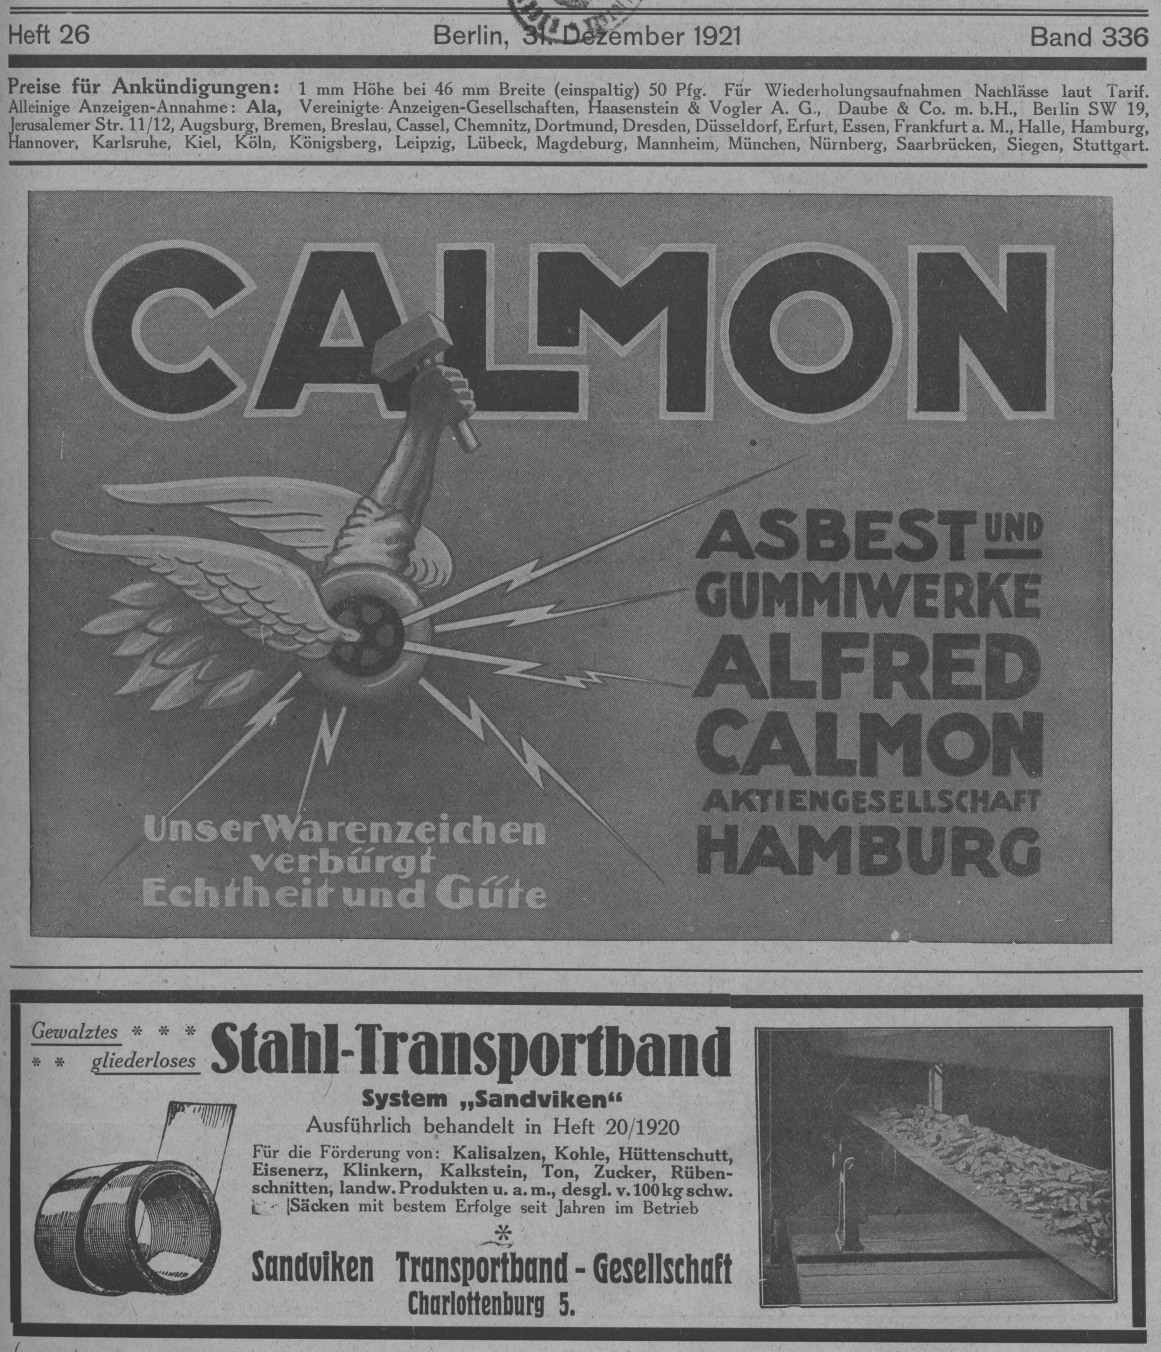 Heft 26
Berlin, 31. Dezember 1921
Band 336
Preise für Ankündigungen: 1 mm Höhe bei 46 mm Breite (einspaltig) 50 Pfg. Für Wiederholungsaufnahmen Nachlässe laut Tarif.
Alleinige Anzeigen-Annahme: Ala, Vereinigte Anzeigen-Gesellschaften, Haasenstein & Vogler A. G., Daube & Co. m. b.H., Berlin SW 19,
Jerusalemer Str. 11/12, Augsburg, Bremen, Breslau, Cassel, Chemnitz, Dortmund, Dresden, Düsseldorf, Erfurt, Essen, Frankfurt a. M., Halle, Hamburg,
Hannover, Karlsruhe, Kiel, Köln, Königsberg, Leipzig, Lübeck, Magdeburg, Mannheim, München, Nürnberg, Saarbrücken, Siegen, Stuttgart.
CALMON
ASBEST UND
GUMMIWERKE
ALFRED
CALMON
AKTIENGESELLSCHAFT
HAMBURG
Unser Warenzeichen
verbürgt
Echtheit und Güte
Gewalztes * * *
* * gliederloses
Stahl-Transportband
System „Sandviken“
Ausführlich behandelt in Heft 20/1920
Für die Förderung von: Kalisalzen, Kohle, Hüttenschutt,
Eisenerz, Klinkern, Kalkstein, Ton, Zucker, Rüben-
schnitten, landw. Produkten u. a. m., desgl. v. 100 kg schw.
Säcken mit bestem Erfolge seit Jahren im Betrieb
*
Sandviken Transportband - Gesellschaft
Charlottenburg 5.